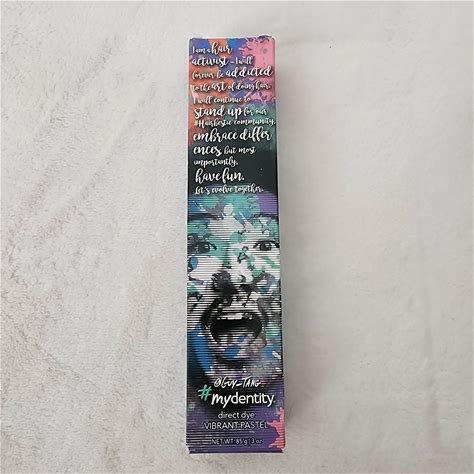 I am a hair
activist – I will
forever be addicted
to the art of doing hair.
I will continue to
stand up for our
#Hairbestie community,
embrace differ
ences, but most
importantly,
have fun.
Let's evolve together.
@Guy_Tang
#mydentity
direct dye
VIBRANT PASTEL
NET WT. 85 g | 3 oz